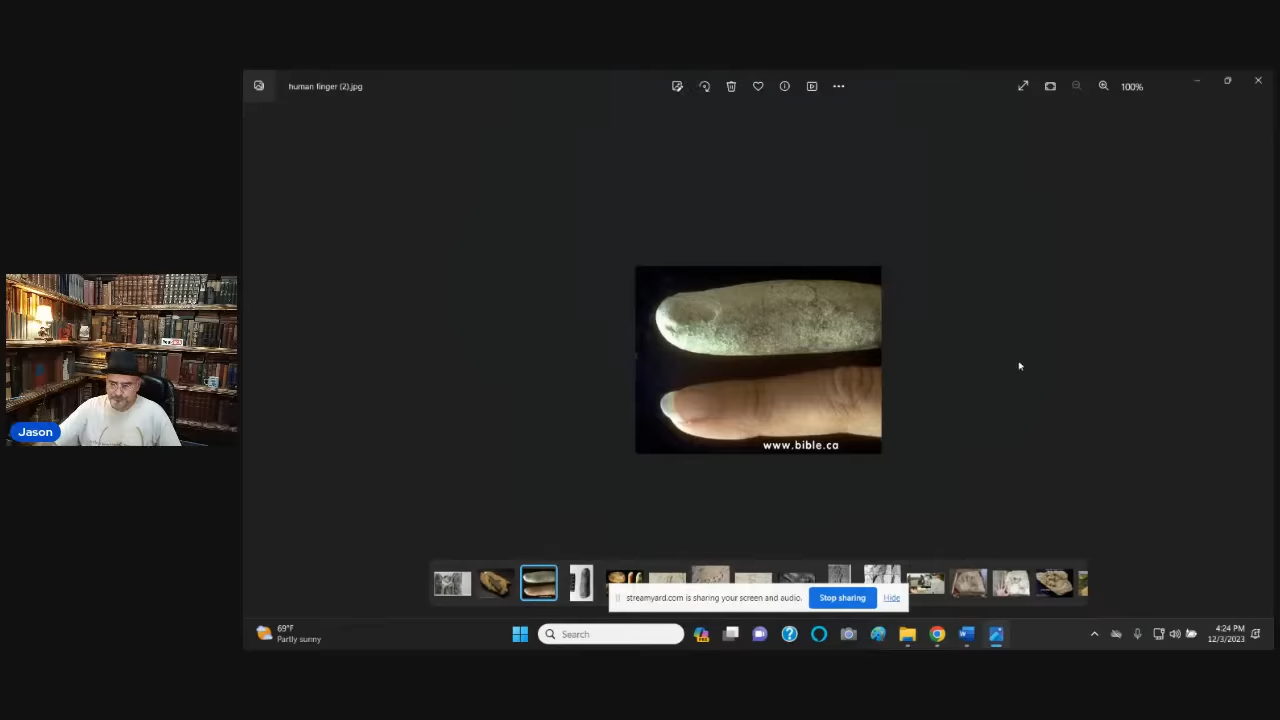 human finger (2).jpg
100%
www.bible.ca
Jason
streamyard.com is sharing your screen and audio.
Stop sharing
Hide
69°F
Partly sunny
Search
4:24 PM
12/3/2023